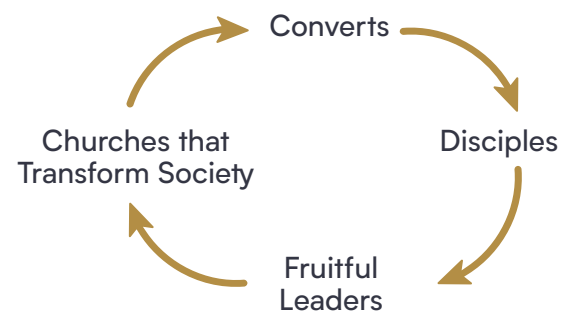 Converts
Disciples
Fruitful
Leaders
Churches that
Transform Society